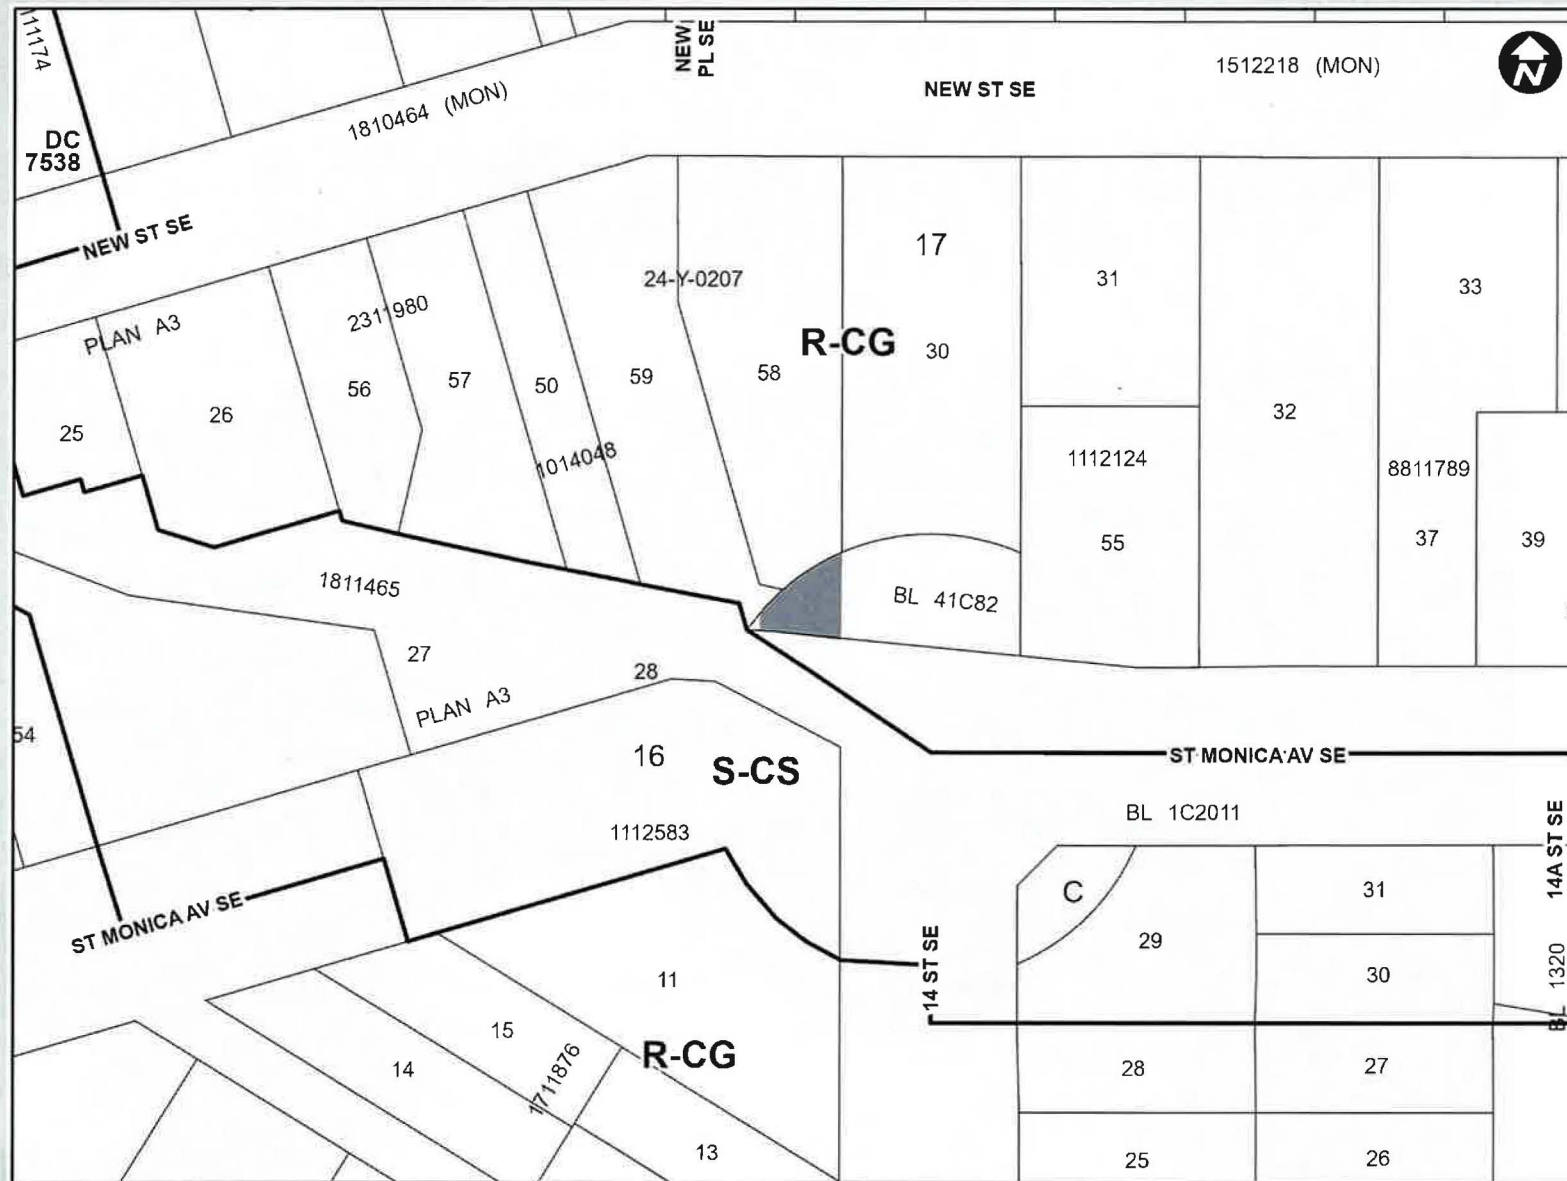 11174
NEW
PL SE
1512218 (MON)
N
NEW ST SE
1810464 (MON)
DC
7538
NEW ST SE
17
24-Y-0207
31
33
2311980
PLAN A3
R-CG
30
58
59
50
57
56
26
25
32
1014048
1112124
8811789
55
37
39
1811465
BL 41C82
27
28
PLAN A3
54
16
S-CS
ST MONICA AV SE
1112583
BL 1C2011
14A ST SE
C
31
ST MONICA AV SE
29
14 ST SE
11
30
BL 1320
15
R-CG
14
1711876
28
27
13
25
26